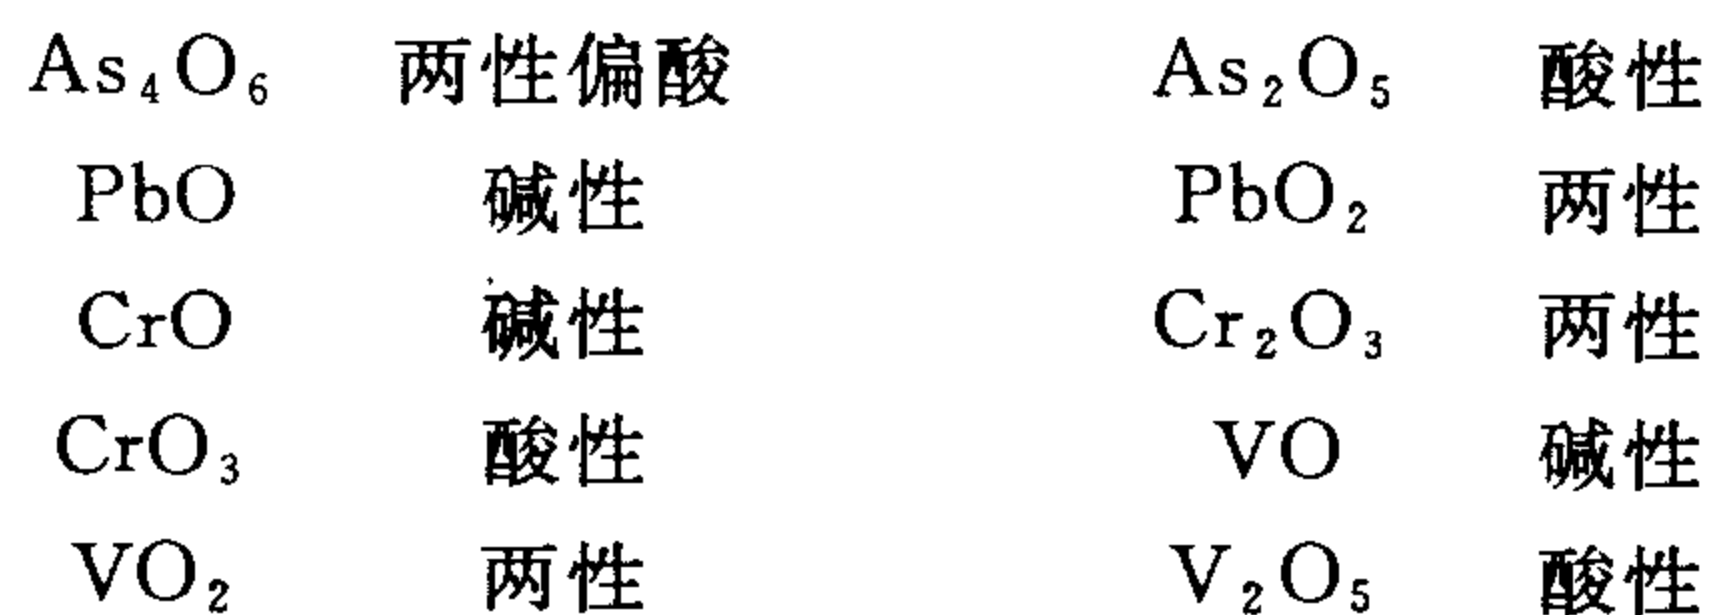 As₄O₆ 两性偏酸 As₂O₅ 酸性
PbO 碱性 PbO₂ 两性
CrO 碱性 Cr₂O₃ 两性
CrO₃ 酸性 VO 碱性
VO₂ 两性 V₂O₅ 酸性